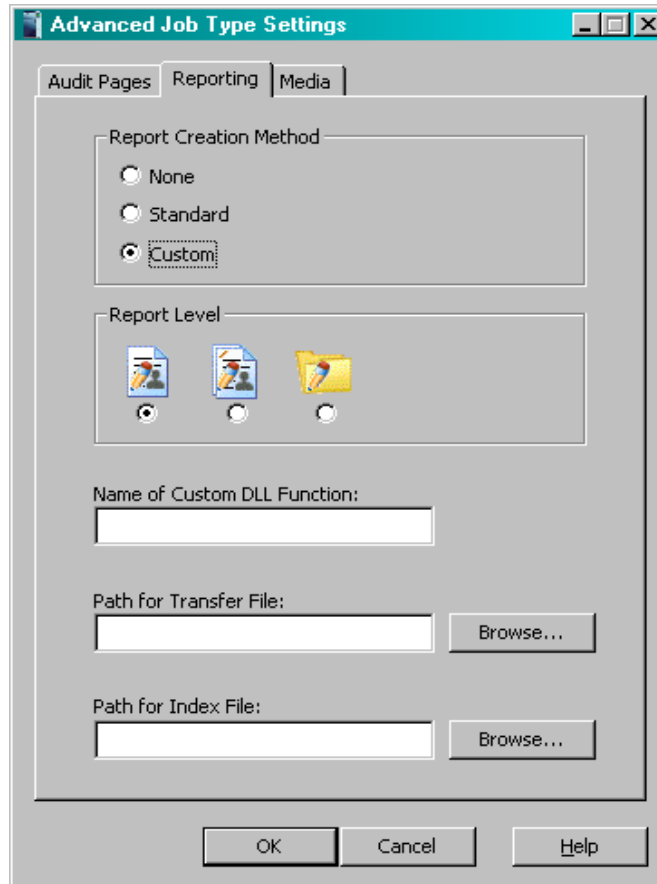 Advanced Job Type Settings
Audit Pages Reporting Media
Report Creation Method
None
Standard
Custom
Report Level
Name of Custom DLL Function:
Path for Transfer File:
Browse...
Path for Index File:
Browse...
OK Cancel Help